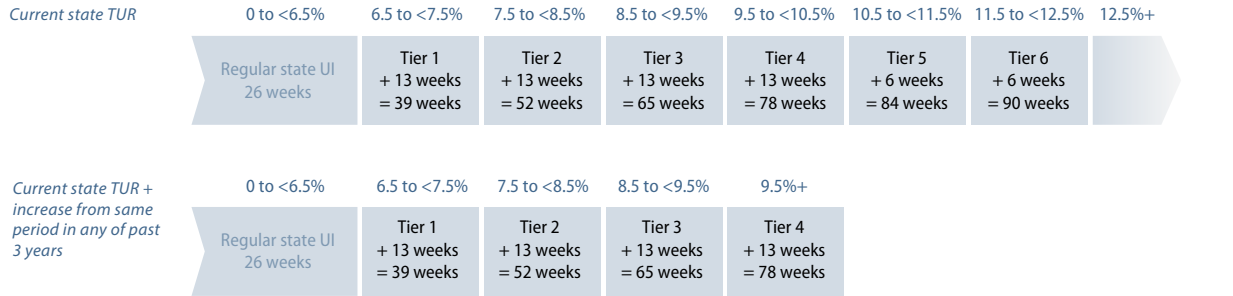 Current state TUR
0 to <6.5%
6.5 to <7.5%
7.5 to <8.5%
8.5 to <9.5%
9.5 to <10.5%
10.5 to <11.5%
11.5 to <12.5%
12.5%+
Regular state UI
26 weeks
Tier 1
+ 13 weeks
= 39 weeks
Tier 2
+ 13 weeks
= 52 weeks
Tier 3
+ 13 weeks
= 65 weeks
Tier 4
+ 13 weeks
= 78 weeks
Tier 5
+ 6 weeks
= 84 weeks
Tier 6
+ 6 weeks
= 90 weeks
Current state TUR +
increase from same
period in any of past
3 years
0 to <6.5%
6.5 to <7.5%
7.5 to <8.5%
8.5 to <9.5%
9.5%+
Regular state UI
26 weeks
Tier 1
+ 13 weeks
= 39 weeks
Tier 2
+ 13 weeks
= 52 weeks
Tier 3
+ 13 weeks
= 65 weeks
Tier 4
+ 13 weeks
= 78 weeks